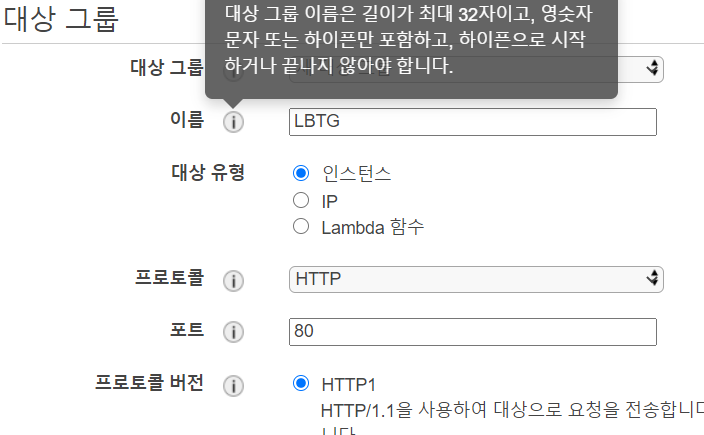 대상 그룹
대상 그룹 이름은 길이가 최대 32자이고, 영숫자
문자 또는 하이픈만 포함하고, 하이픈으로 시작
하거나 끝나지 않아야 합니다.
대상 그룹
이름 LBTG
대상 유형 인스턴스
IP
Lambda 함수
프로토콜 HTTP
포트 80
프로토콜 버전 HTTP1
HTTP/1.1을 사용하여 대상으로 요청을 전송합니다
니다